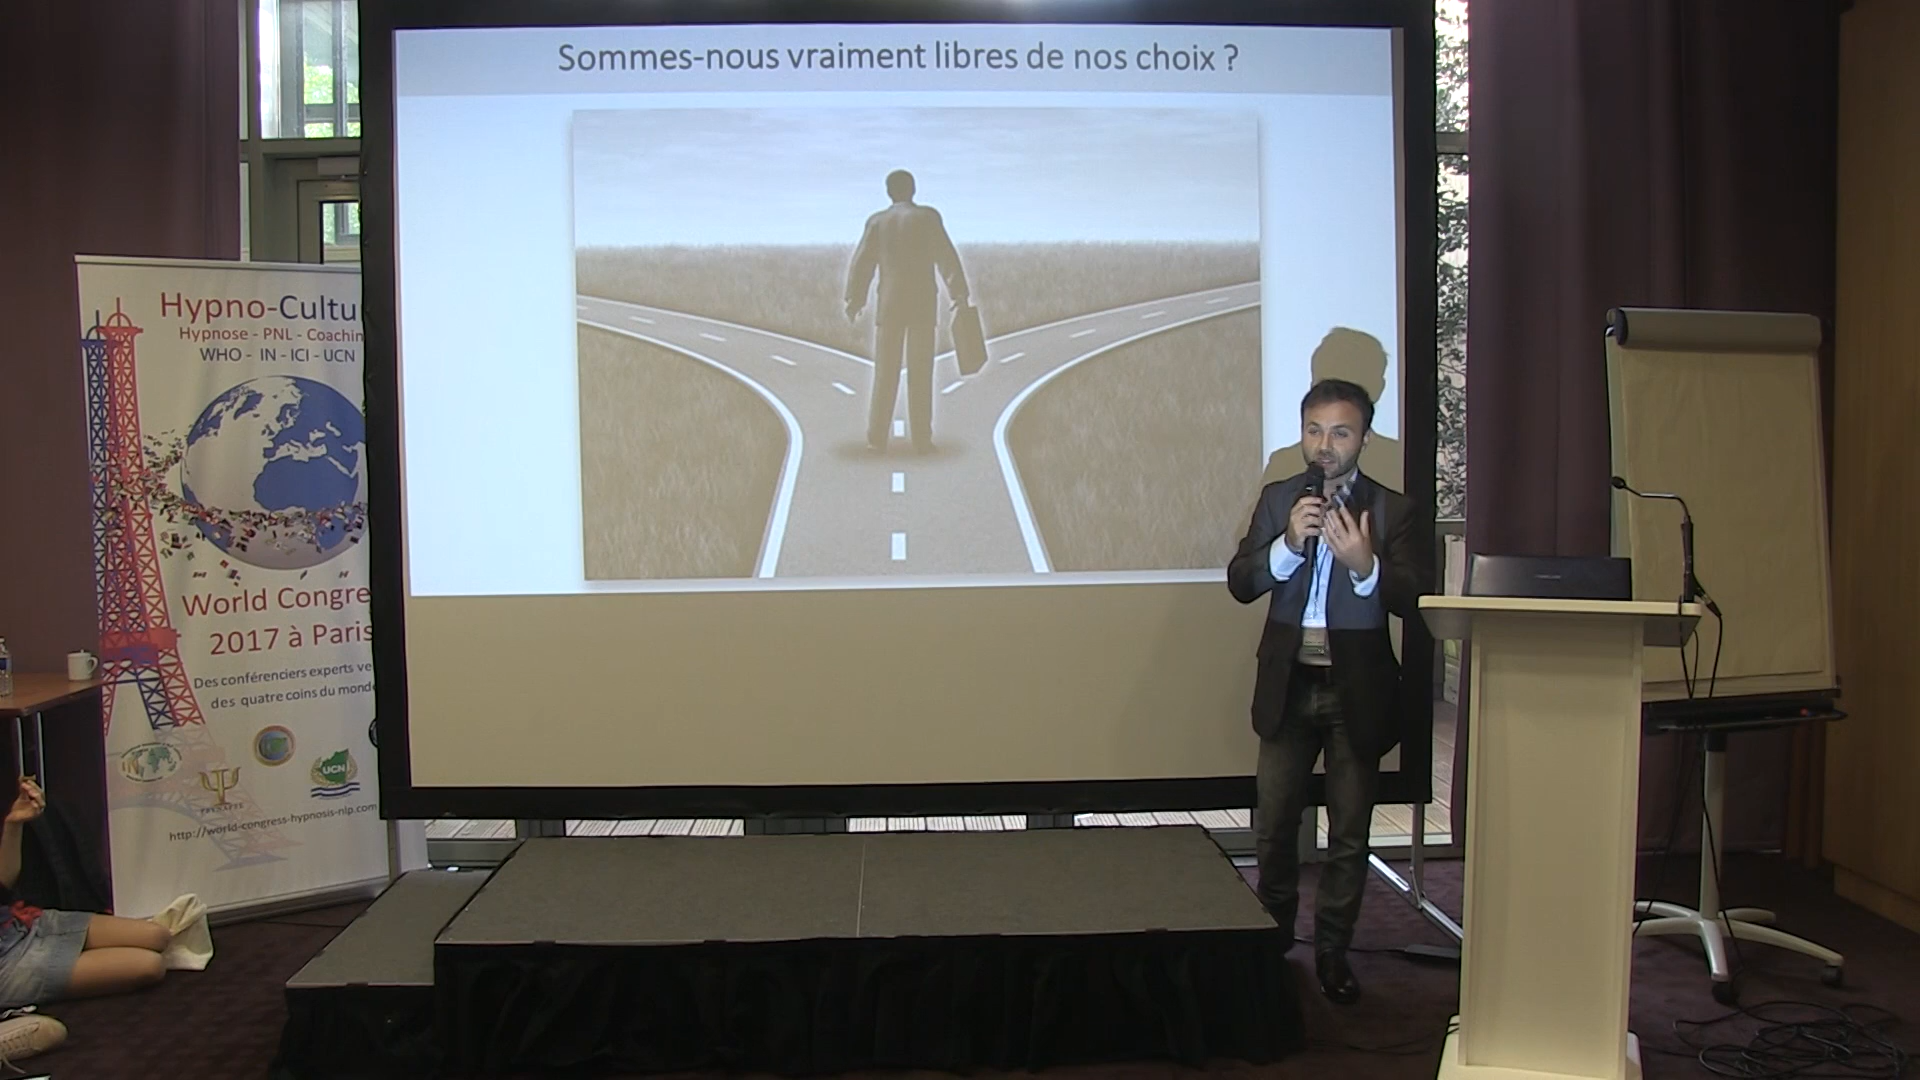 Sommes-nous vraiment libres de nos choix ?
Hypno-Cultu
Hypnose - PNL - Coachin
WHO - IN - ICI - UCN
World Congre
2017 à Paris
Des conférenciers experts ve
des quatre coins du monde
UCN
http://world-congress-hypnosis-nlp.com